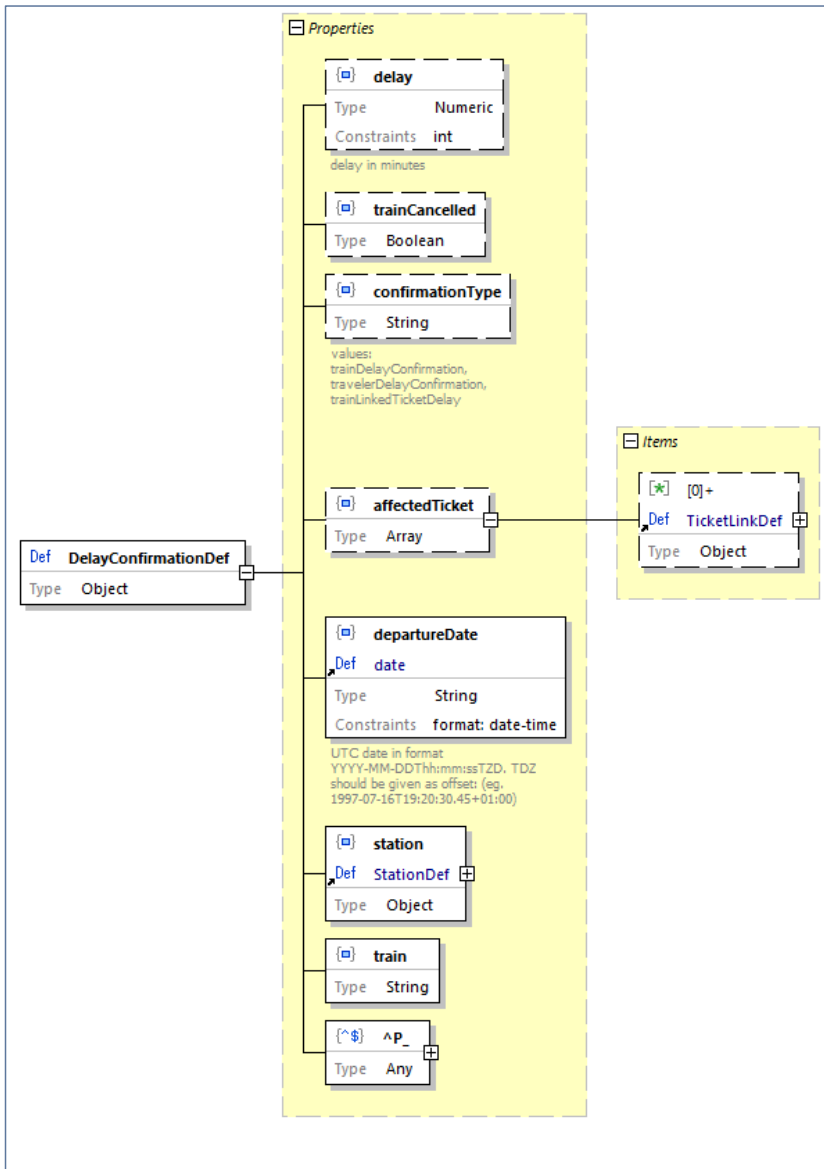 Properties
delay
Type Numeric
Constraints int
delay in minutes
trainCancelled
Type Boolean
confirmationType
Type String
values:
trainDelayConfirmation,
travelerDelayConfirmation,
trainLinkedTicketDelay
affectedTicket
Type Array
Items
[0]+
Def TicketLinkDef
Type Object
Def DelayConfirmationDef
Type Object
departureDate
Def date
Type String
Constraints format: date-time
UTC date in format
YYYY-MM-DDThh:mm:ssTZD. TDZ
should be given as offset: (eg.
1997-07-16T19:20:30.45+01:00)
station
Def StationDef
Type Object
train
Type String
{^$} ^P_
Type Any